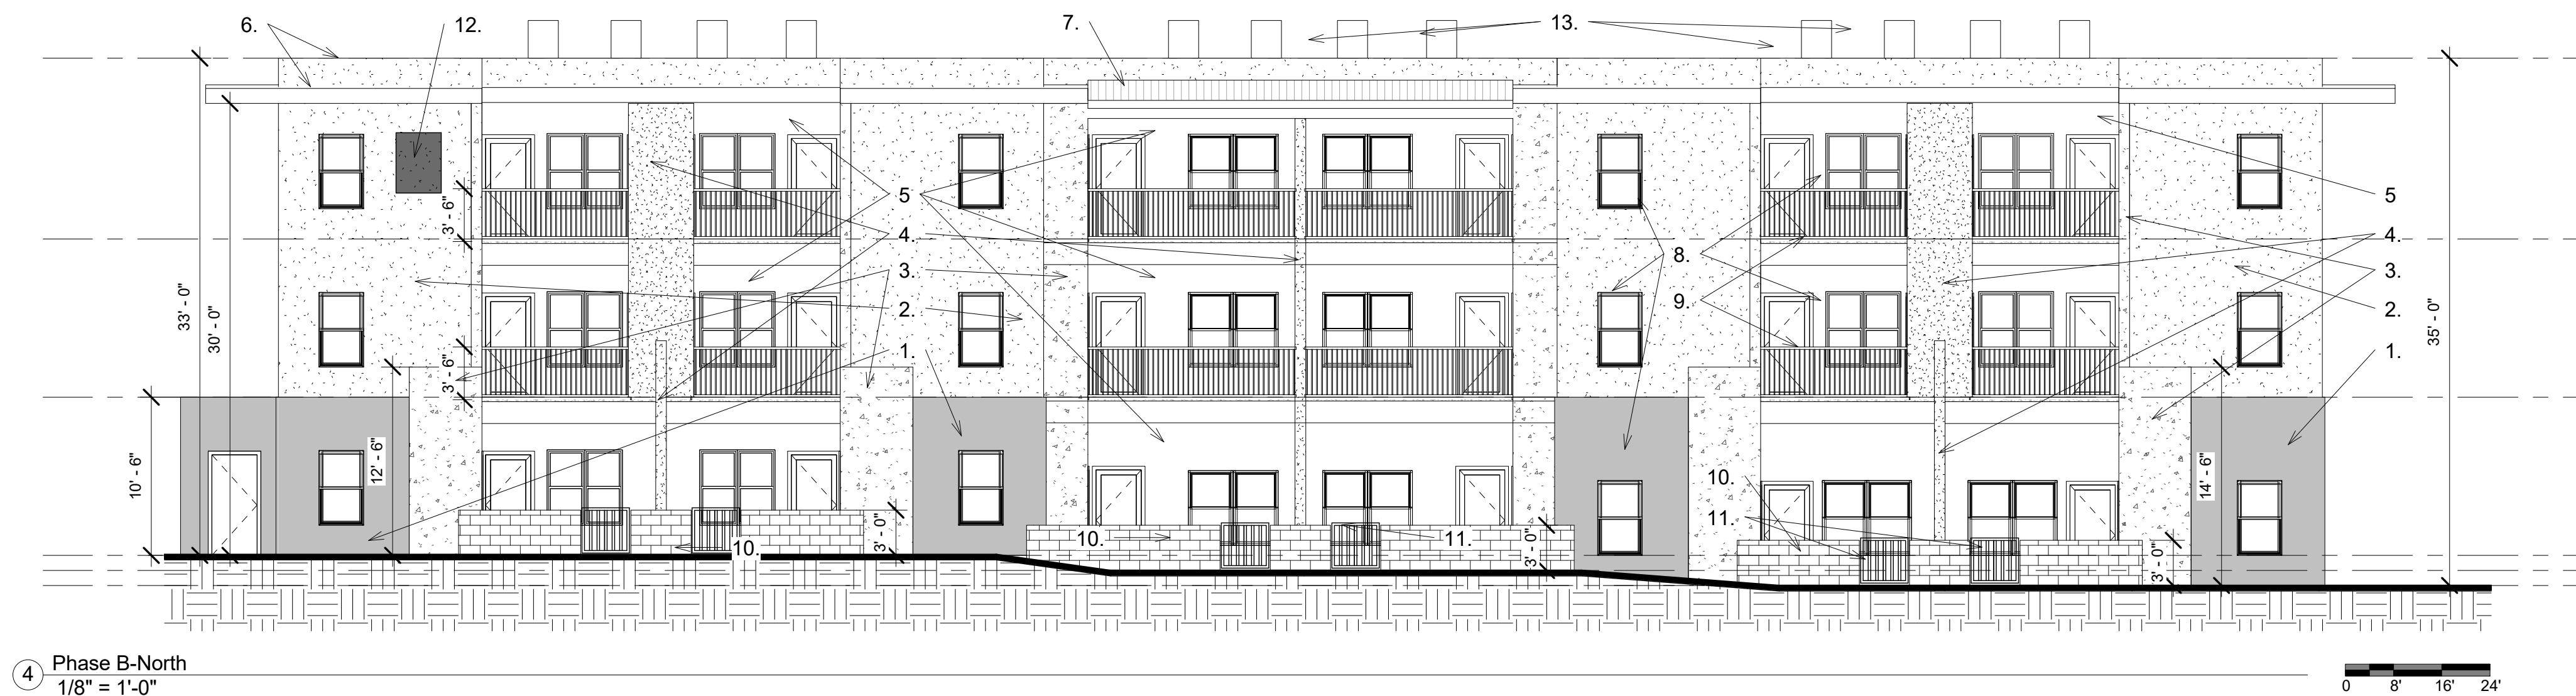 6.
12.
7.
13.
5
5
4.
4.
8.
3.
3.
9.
2.
2.
1.
1.
33' - 0"
30' - 0"
3' - 6"
3' - 6"
35' - 0"
10' - 6"
12' - 6"
14' - 6"
10.
11.
3' - 0"
10.
10.
11.
3' - 0"
3' - 0"
4 Phase B-North
1/8" = 1'-0"
0 8' 16' 24'